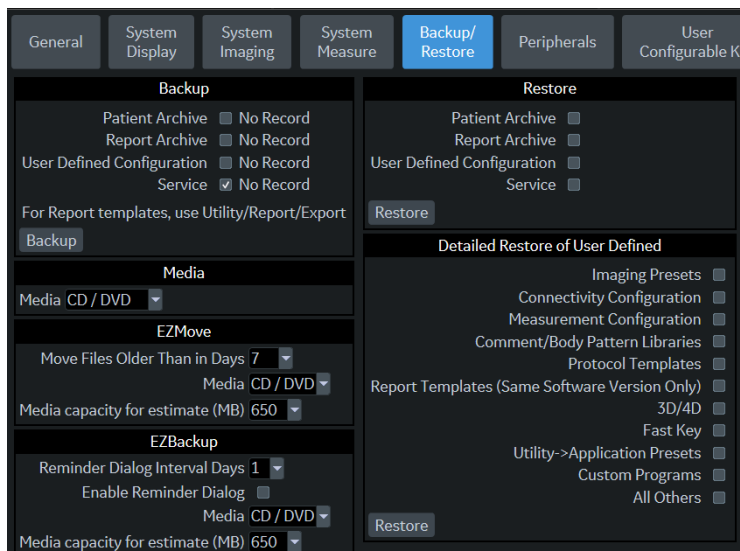 General
System Display
System Imaging
System Measure
Backup/ Restore
Peripherals
User Configurable K
Backup
Patient Archive No Record
Report Archive No Record
User Defined Configuration No Record
Service No Record
For Report templates, use Utility/Report/Export
Backup
Media
Media CD / DVD
EZMove
Move Files Older Than in Days 7
Media CD / DVD
Media capacity for estimate (MB) 650
EZBackup
Reminder Dialog Interval Days 1
Enable Reminder Dialog
Media CD / DVD
Media capacity for estimate (MB) 650
Restore
Patient Archive
Report Archive
User Defined Configuration
Service
Restore
Detailed Restore of User Defined
Imaging Presets
Connectivity Configuration
Measurement Configuration
Comment/Body Pattern Libraries
Protocol Templates
Report Templates (Same Software Version Only)
3D/4D
Fast Key
Utility->Application Presets
Custom Programs
All Others
Restore